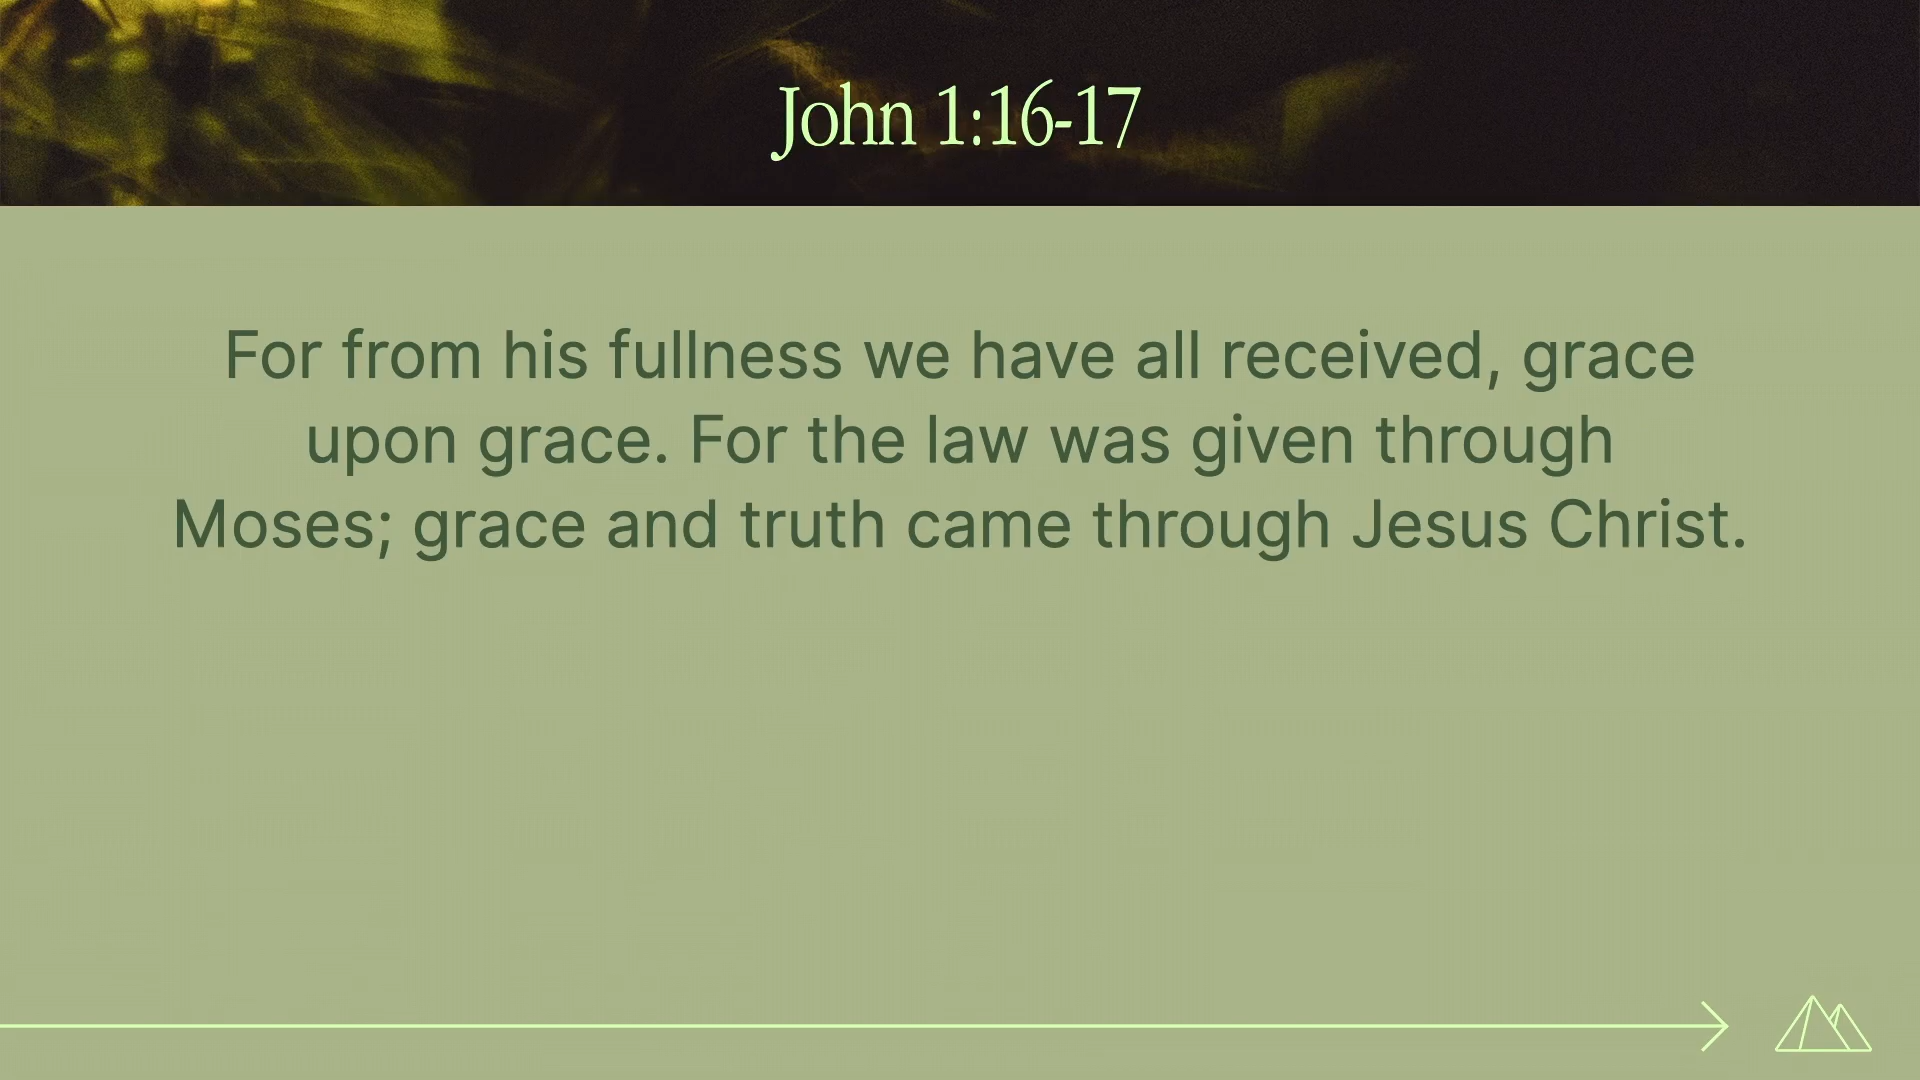 John 1:16-17
For from his fullness we have all received, grace
upon grace. For the law was given through
Moses; grace and truth came through Jesus Christ.